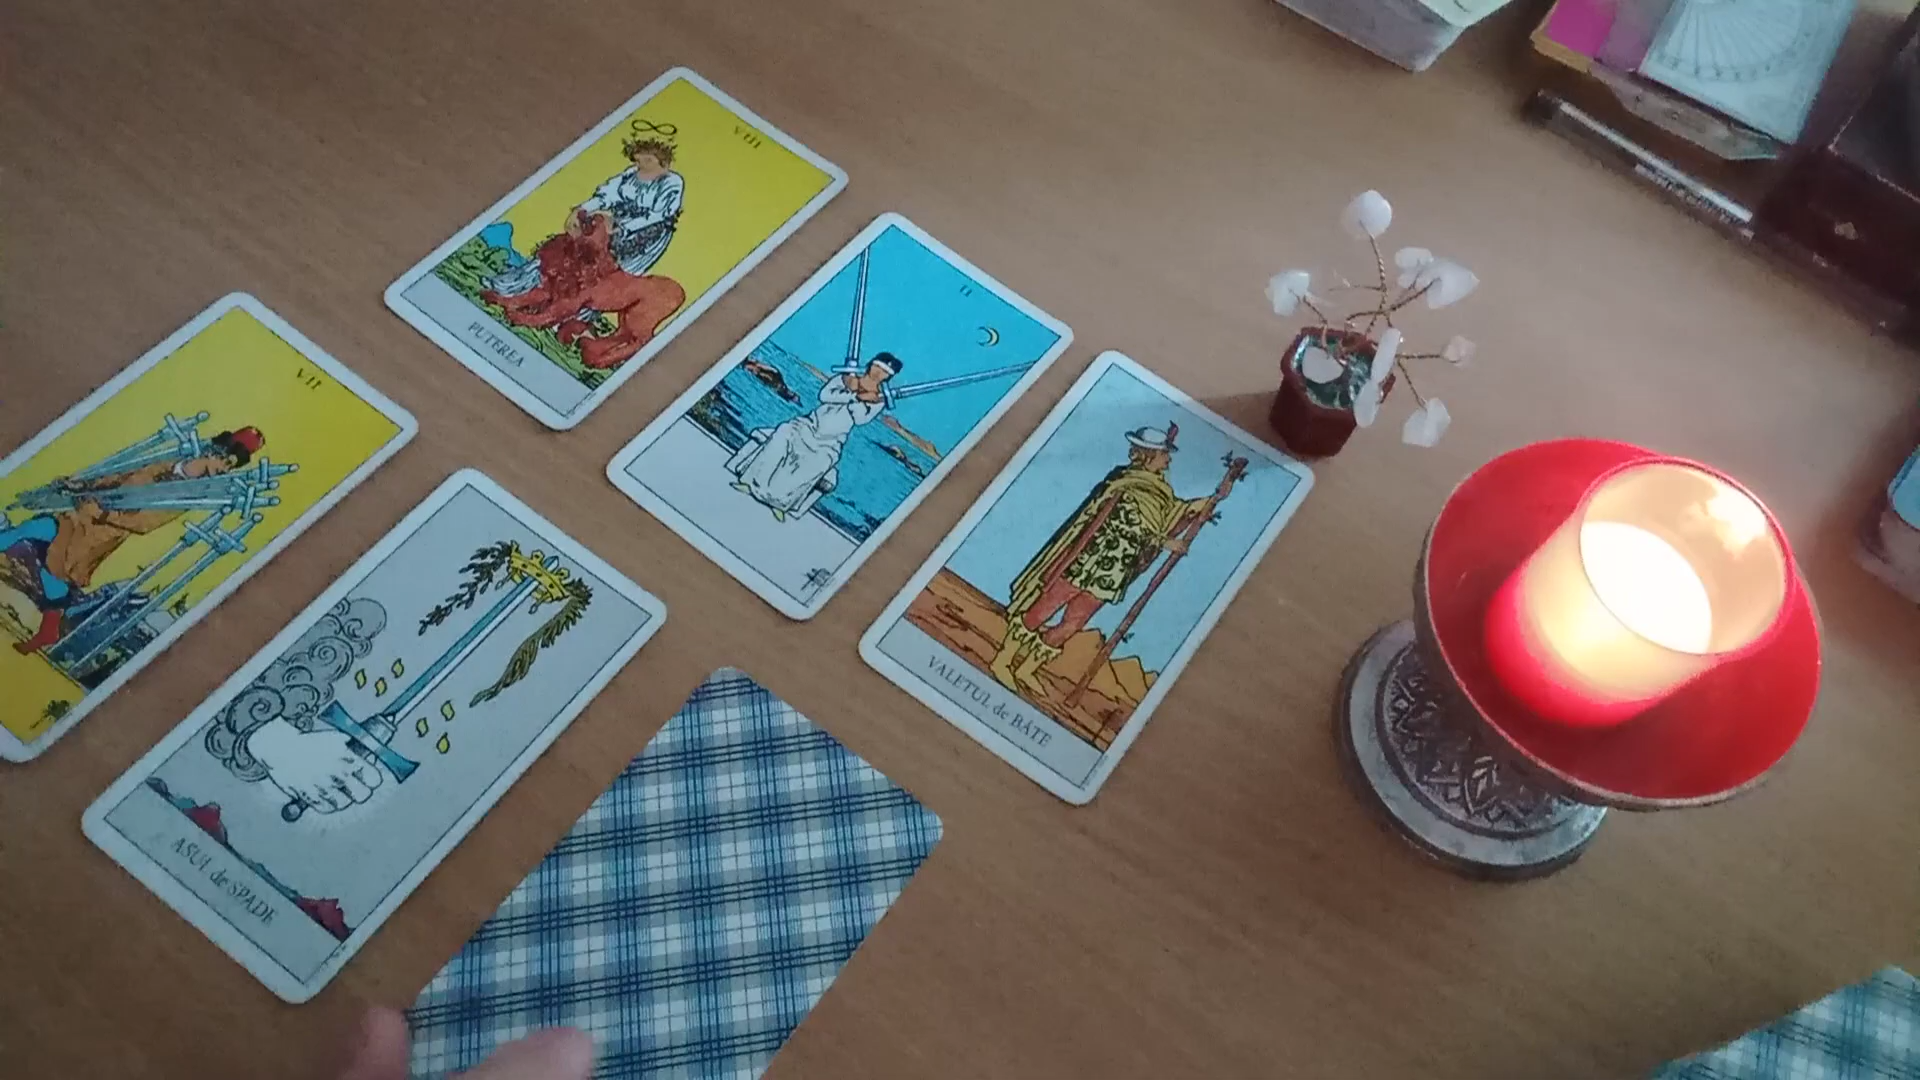 VIII
PUTEREA
II
VII
VALETUL de BÂTE
ASUL de SPADE